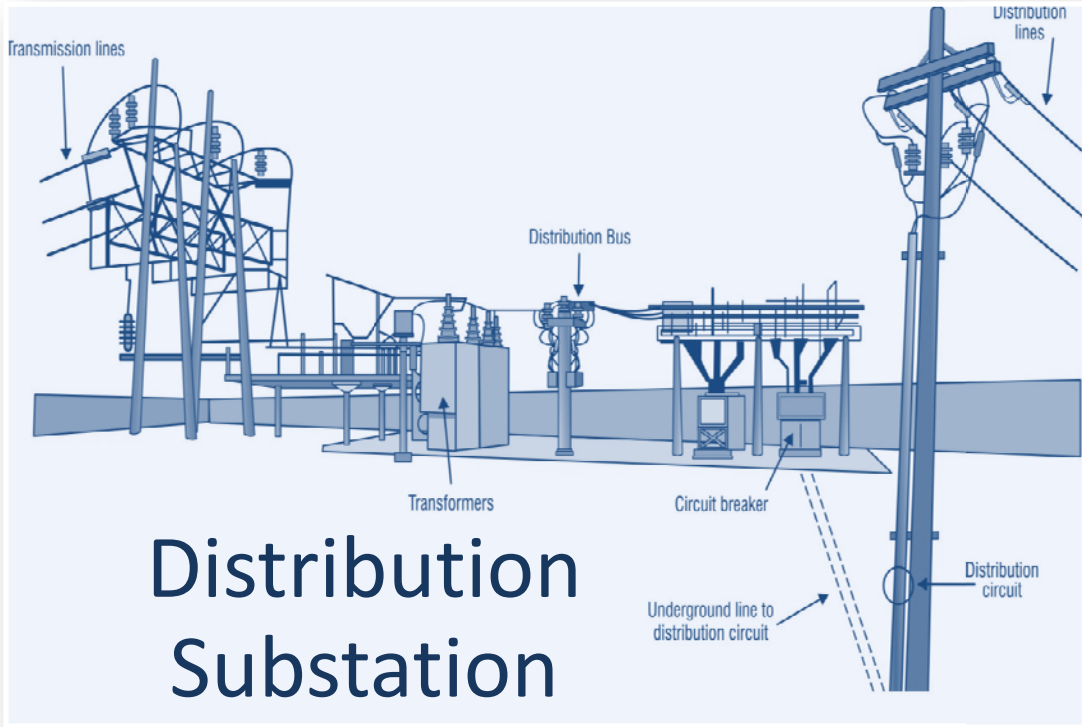 Distribution
lines
Transmission lines
Distribution Bus
Transformers
Circuit breaker
Distribution
Substation
Distribution
circuit
Underground line to
distribution circuit